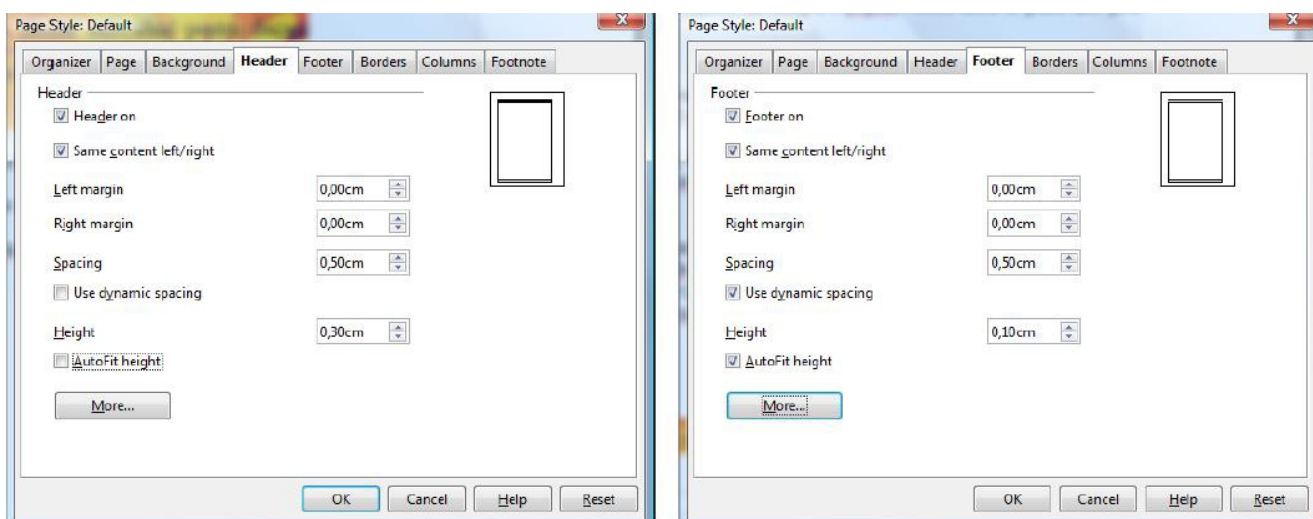 Page Style: Default
Organizer Page Background Header Footer Borders Columns Footnote
Header
Header on
Same content left/right
Left margin 0,00cm
Right margin 0,00cm
Spacing 0,50cm
Use dynamic spacing
Height 0,30cm
AutoFit height
More...
OK Cancel Help Reset
Page Style: Default
Organizer Page Background Header Footer Borders Columns Footnote
Footer
Footer on
Same content left/right
Left margin 0,00cm
Right margin 0,00cm
Spacing 0,50cm
Use dynamic spacing
Height 0,10cm
AutoFit height
More...
OK Cancel Help Reset